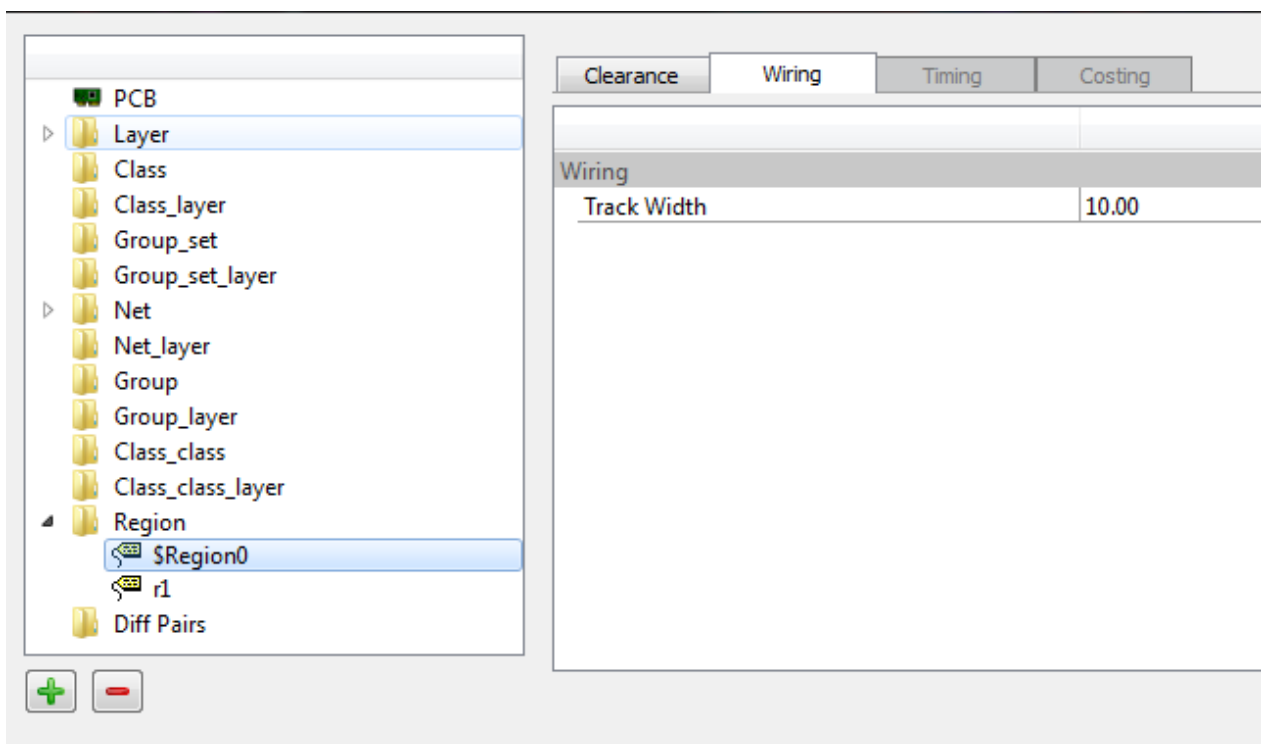 PCB
Layer
Class
Class_layer
Group_set
Group_set_layer
Net
Net_layer
Group
Group_layer
Class_class
Class_class_layer
Region
$Region0
r1
Diff Pairs
Clearance Wiring Timing Costing
Wiring
Track Width 10.00